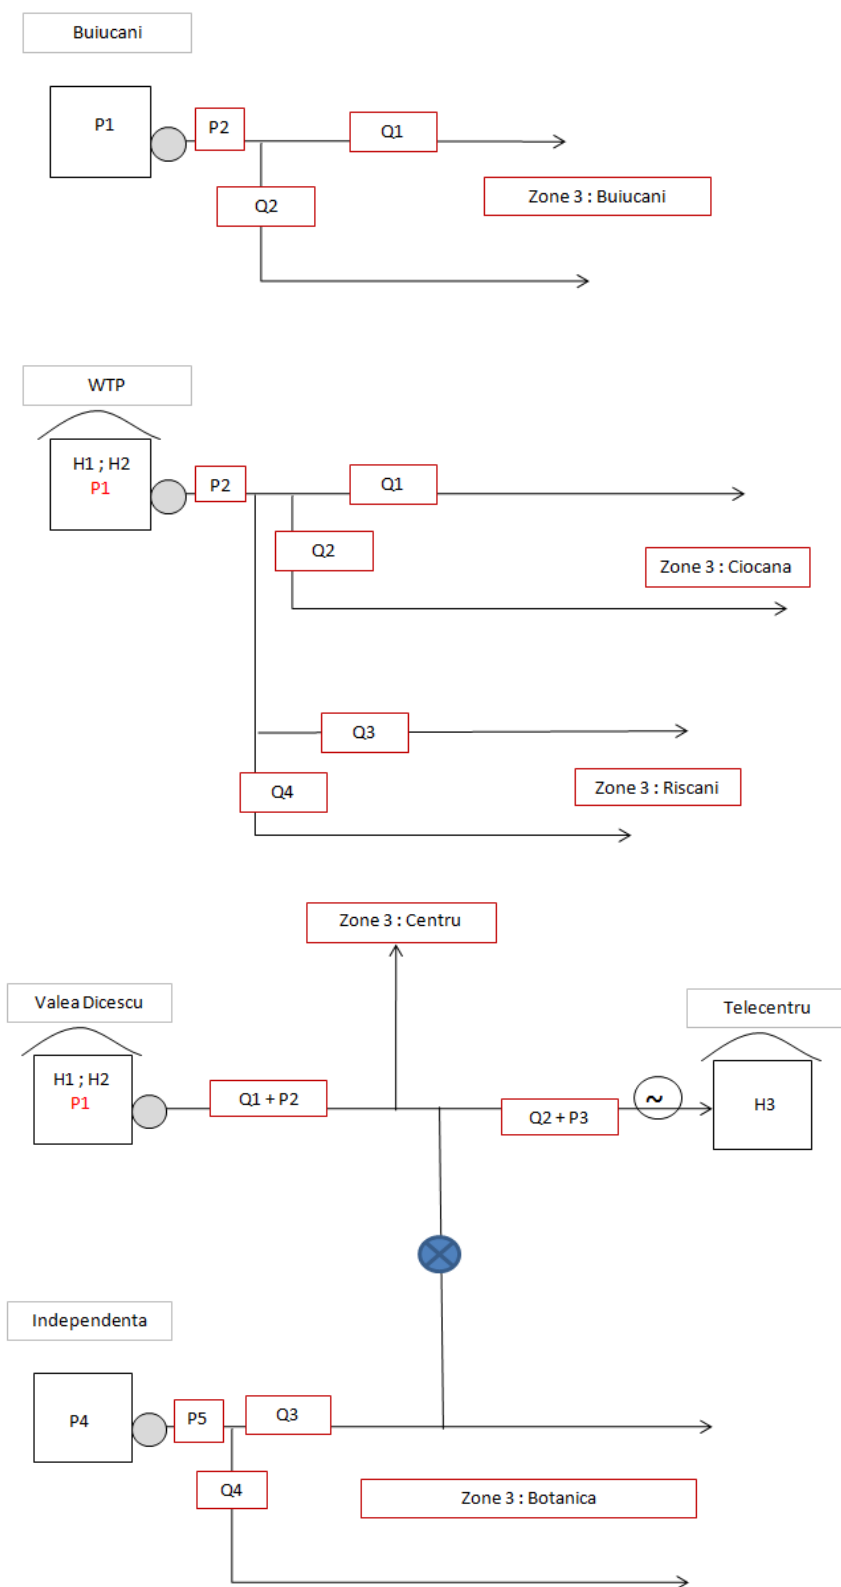 Buiucani
P1
P2
Q1
Q2
Zone 3 : Buiucani
WTP
H1 ; H2
P1
P2
Q1
Q2
Zone 3 : Ciocana
Q3
Q4
Zone 3 : Riscani
Zone 3 : Centru
Valea Dicescu
Telecentru
H1 ; H2
P1
Q1 + P2
Q2 + P3
~
H3
Independenta
P4
P5
Q3
Q4
Zone 3 : Botanica